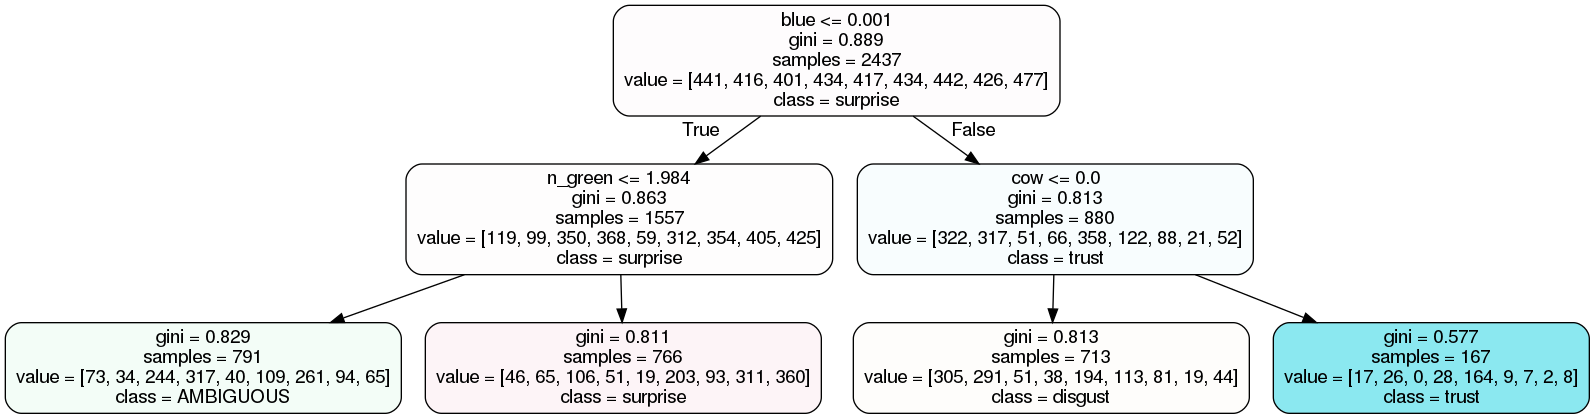 blue <= 0.001
gini = 0.889
samples = 2437
value = [441, 416, 401, 434, 417, 434, 442, 426, 477]
class = surprise
True
False
n_green <= 1.984
gini = 0.863
samples = 1557
value = [119, 99, 350, 368, 59, 312, 354, 405, 425]
class = surprise
cow <= 0.0
gini = 0.813
samples = 880
value = [322, 317, 51, 66, 358, 122, 88, 21, 52]
class = trust
gini = 0.829
samples = 791
value = [73, 34, 244, 317, 40, 109, 261, 94, 65]
class = AMBIGUOUS
gini = 0.811
samples = 766
value = [46, 65, 106, 51, 19, 203, 93, 311, 360]
class = surprise
gini = 0.813
samples = 713
value = [305, 291, 51, 38, 194, 113, 81, 19, 44]
class = disgust
gini = 0.577
samples = 167
value = [17, 26, 0, 28, 164, 9, 7, 2, 8]
class = trust